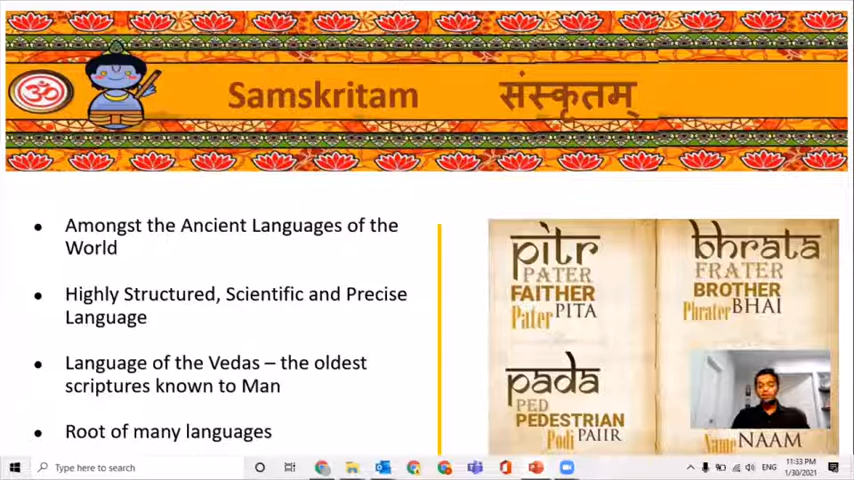 ॐ
Samskritam संस्कृतम्
• Amongst the Ancient Languages of the
World
• Highly Structured, Scientific and Precise
Language
• Language of the Vedas – the oldest
scriptures known to Man
• Root of many languages
pitr
PATER
FAITHER
Pater PITA
bhrata
FRATER
BROTHER
Phrater BHAI
pada
PED
PEDESTRIAN
Podi PAIIR
Name NAAM
Type here to search
ENG
11:33 PM
1/30/2021